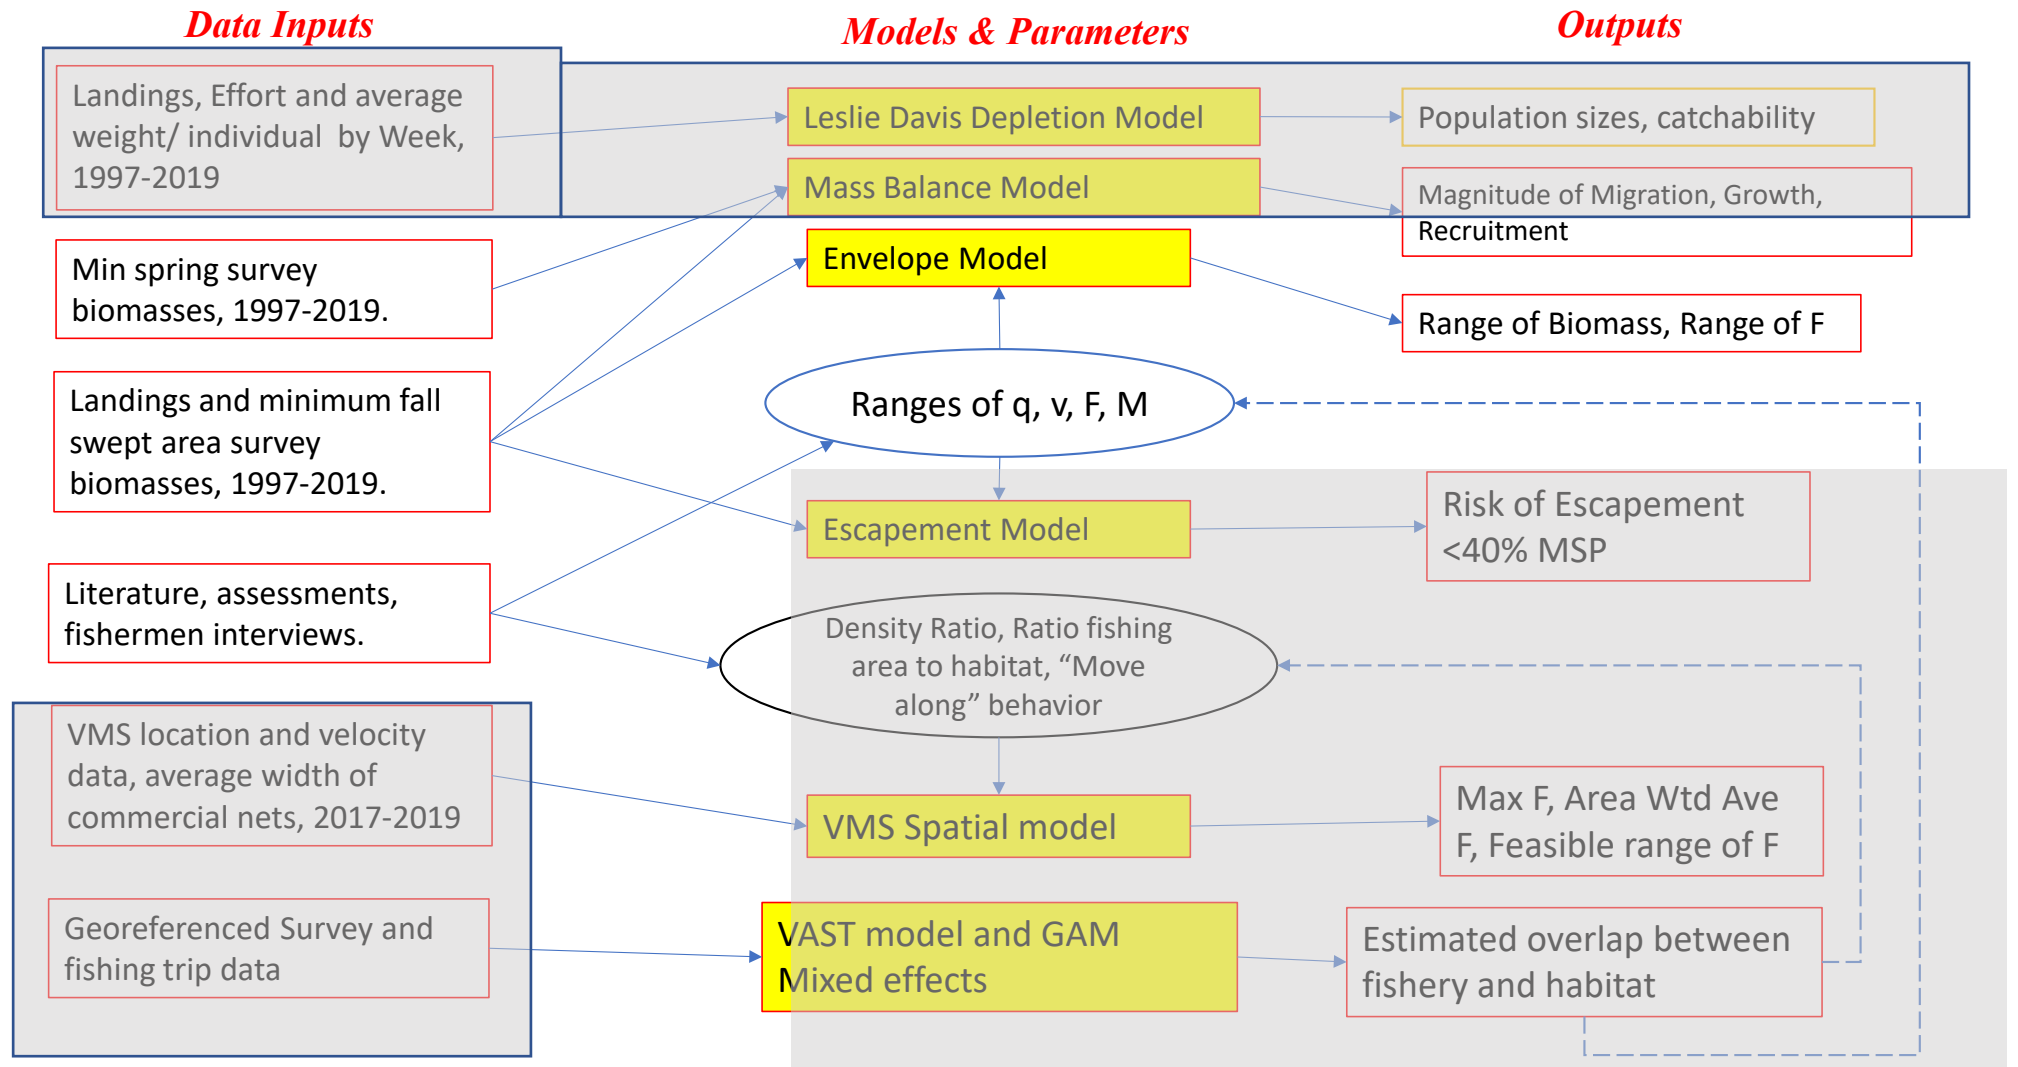 Data Inputs
Models & Parameters
Outputs
Landings, Effort and average
weight/ individual  by Week,
1997-2019
Leslie Davis Depletion Model
Population sizes, catchability
Mass Balance Model
Magnitude of Migration, Growth,
Recruitment
Min spring survey
biomasses, 1997-2019.
Envelope Model
Range of Biomass, Range of F
Landings and minimum fall
swept area survey
biomasses, 1997-2019.
Ranges of q, v, F, M
Escapement Model
Risk of Escapement
<40% MSP
Literature, assessments,
fishermen interviews.
Density Ratio, Ratio fishing
area to habitat, “Move
along” behavior
VMS location and velocity
data, average width of
commercial nets, 2017-2019
VMS Spatial model
Max F, Area Wtd Ave
F, Feasible range of F
Georeferenced Survey and
fishing trip data
VAST model and GAM
Mixed effects
Estimated overlap between
fishery and habitat